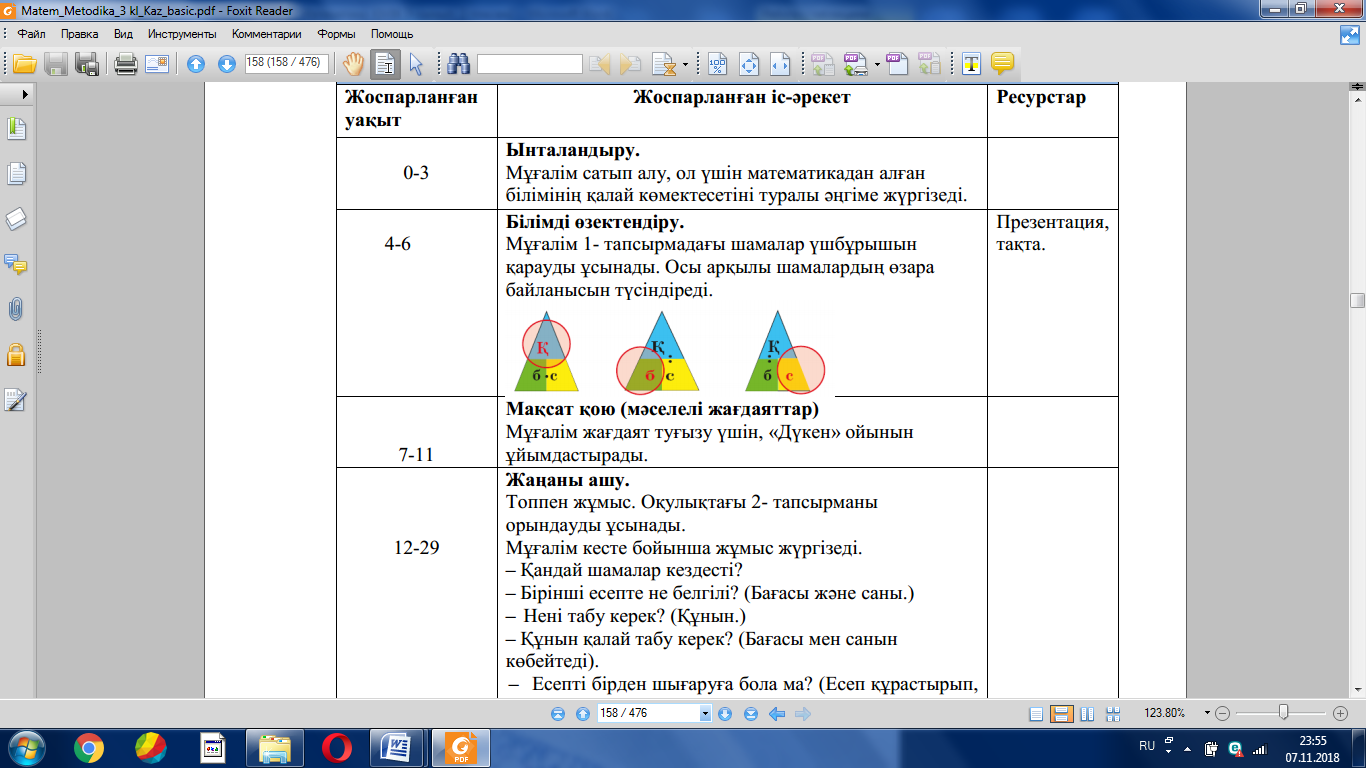 Matem_Metodika_3 kl_Kaz_basic.pdf - Foxit Reader
Файл Правка Вид Инструменты Комментарии Формы Помощь
158 (158 / 476)
Жоспарланған уақыт
Жоспарланған іс-әрекет
Ресурстар
0-3
Ынталандыру.
Мұғалім сатып алу, ол үшін математикадан алған
білімінің қалай көмектесетіні туралы әңгіме жүргізеді.
4-6
Білімді өзектендіру.
Мұғалім 1- тапсырмадағы шамалар үшбұрышын
қарауды ұсынады. Осы арқылы шамалардың өзара
байланысын түсіндіреді.
Презентация,
тақта.
Қ Қ Қ
б · с б : с б : с
7-11
Мақсат қою (мәселелі жағдаяттар)
Мұғалім жағдаят туғызу үшін, «Дүкен» ойынын
ұйымдастырады.
12-29
Жаңаны ашу.
Топпен жұмыс. Оқулықтағы 2- тапсырманы
орындауды ұсынады.
Мұғалім кесте бойынша жұмыс жүргізеді.
– Қандай шамалар кездесті?
– Бірінші есепте не белгілі? (Бағасы және саны.)
– Нені табу керек? (Құнын.)
– Құнын қалай табу керек? (Бағасы мен санын
көбейтеді).
– Есепті бірден шығаруға бола ма? (Есеп құрастырып,
158 / 476
123.80%
RU
23:55
07.11.2018